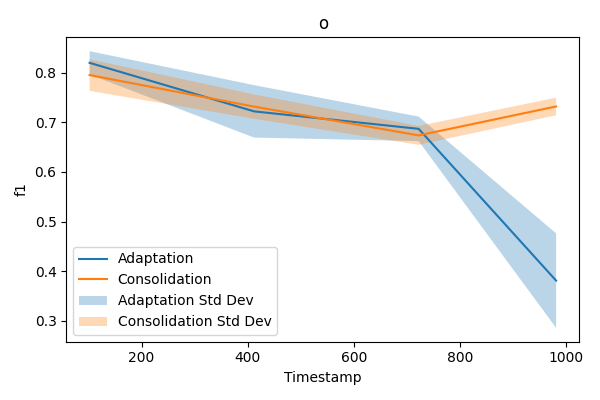 o
0.8
0.7
0.6
0.5
0.4
0.3
f1
Adaptation
Consolidation
Adaptation Std Dev
Consolidation Std Dev
200 400 600 800 1000
Timestamp